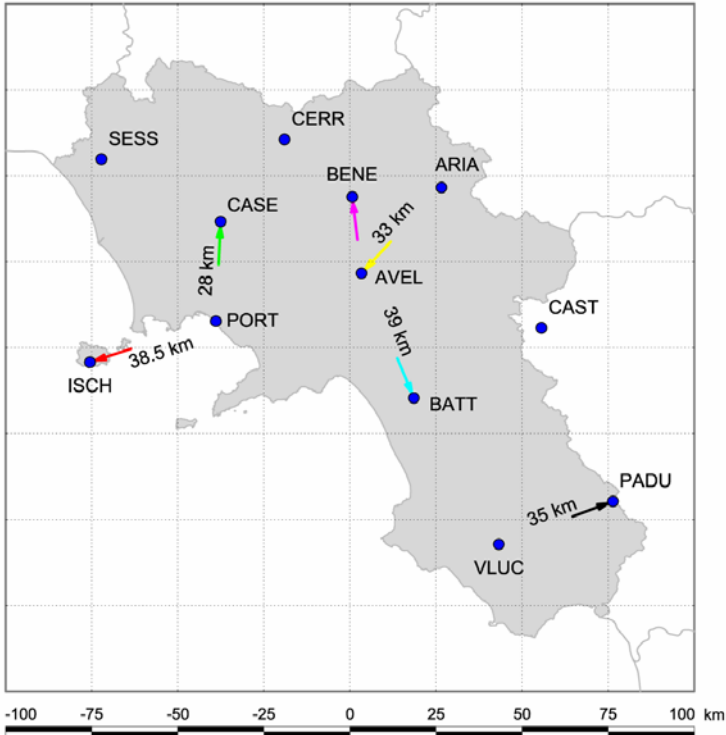 CERR
SESS
ARIA
BENE
CASE
33 km
28 km
AVEL
CAST
PORT
39 km
38.5 km
ISCH
BATT
PADU
35 km
VLUC
-100 -75 -50 -25 0 25 50 75 100 km